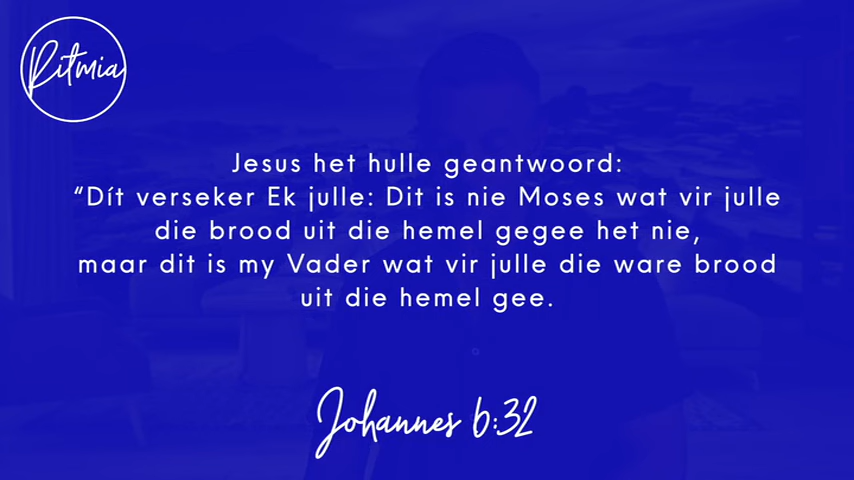 Ritmia
Jesus het hulle geantwoord:
“Dít verseker Ek julle: Dit is nie Moses wat vir julle
die brood uit die hemel gegee het nie,
maar dit is my Vader wat vir julle die ware brood
uit die hemel gee.
Johannes 6:32